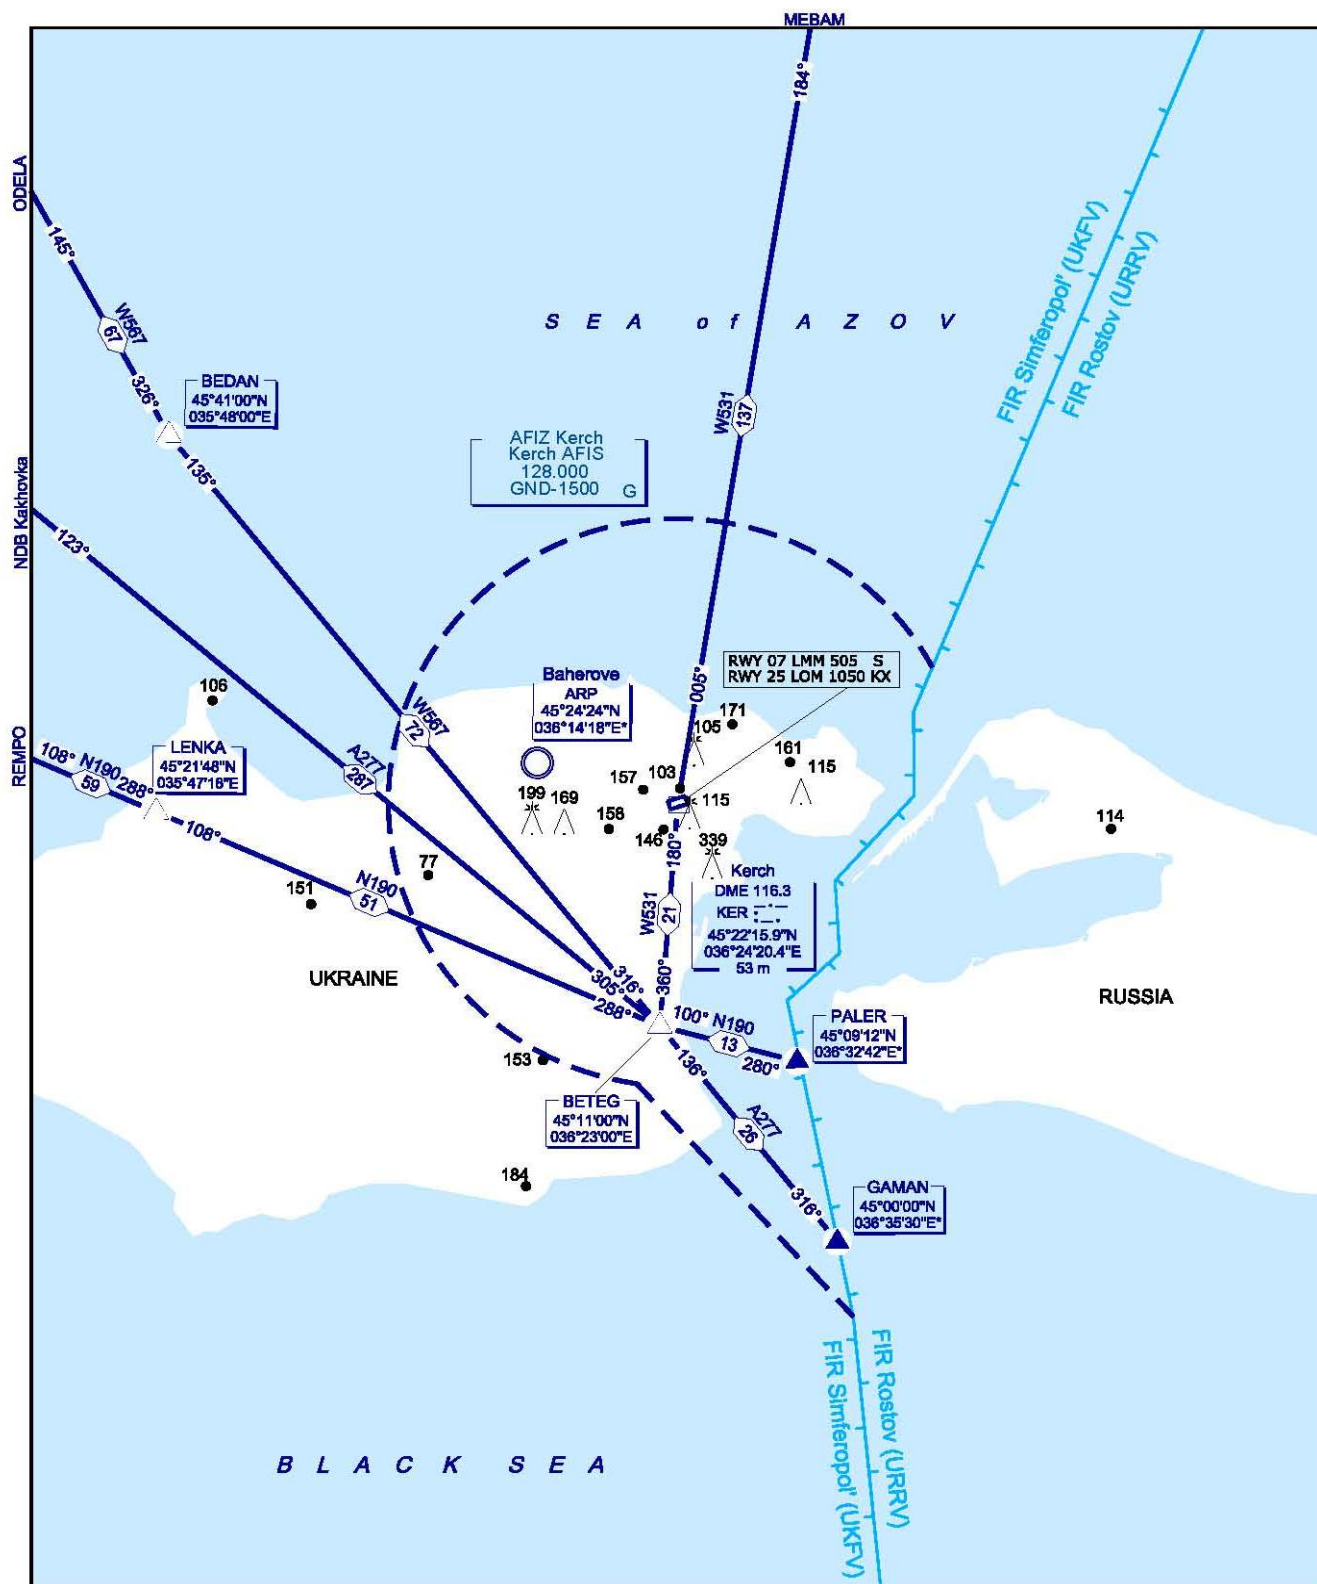 MEBAM
184°
ODELA
145°
W567
67
326°
BEDAN
45°41'00"N
035°48'00"E
135°
SEA of AZOV
FIR Simferopol' (UKFV)
FIR Rostov (URRV)
W531
137
AFIZ Kerch
Kerch AFIS
128.000
GND-1500 G
NDB Kakhovka
123°
RWY 07 LMM 505 S
RWY 25 LOM 1050 KX
005°
106
Baherove
ARP
45°24'24"N
036°14'18"E*
W567
72
A277
287
171
105
161
115
REMPO
108° N190 288°
59
LENKA
45°21'48"N
035°47'18"E
108°
157
103
199
169
158
146
115
339
114
180°
77
151
N190
51
W531
21
Kerch
DME 116.3
KER
45°22'15.9"N
036°24'20.4"E
53 m
UKRAINE
RUSSIA
316°
305°
288°
360°
100° N190
13
280°
PALER
45°09'12"N
036°32'42"E*
153
136°
BETEG
45°11'00"N
036°23'00"E
A277
26
184
316°
GAMAN
45°00'00"N
036°35'30"E*
FIR Rostov (URRV)
FIR Simferopol' (UKFV)
BLACK SEA